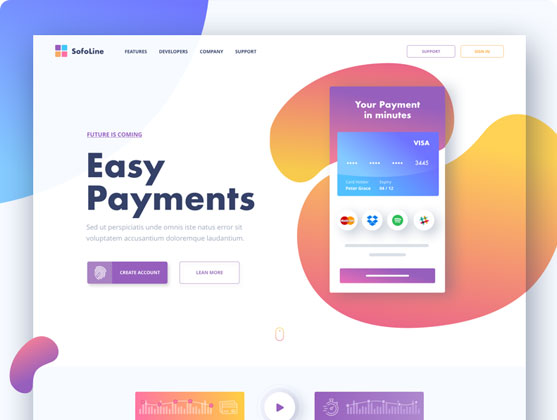 SofoLine
FEATURES DEVELOPERS COMPANY SUPPORT
SUPPORT
SIGN IN
FUTURE IS COMING
Easy
Payments
Sed ut perspiciatis unde omnis iste natus error sit
voluptatem accusantium doloremque laudantium.
CREATE ACCOUNT
LEARN MORE
Your Payment
in minutes
VISA
•••• •••• •••• 3445
Card Holder Expire
Peter Grace 04 / 12
MasterCard